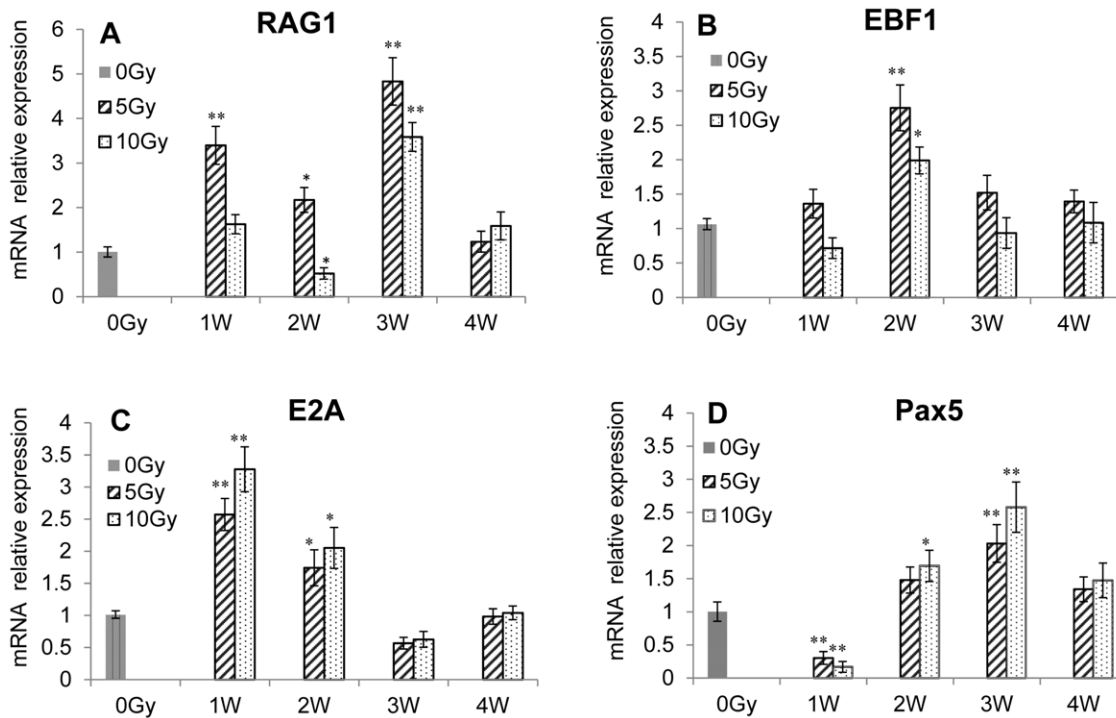 A
RAG1
mRNA relative expression
6
5
4
3
2
1
0
0Gy
5Gy
10Gy
**
*
*
**
**
0Gy 1W 2W 3W 4W
B
EBF1
mRNA relative expression
4
3.5
3
2.5
2
1.5
1
0.5
0
0Gy
5Gy
10Gy
**
*
0Gy 1W 2W 3W 4W
C
E2A
mRNA relative expression
4
3.5
3
2.5
2
1.5
1
0.5
0
0Gy
5Gy
10Gy
**
**
*
*
0Gy 1W 2W 3W 4W
D
Pax5
mRNA relative expression
4
3.5
3
2.5
2
1.5
1
0.5
0
0Gy
5Gy
10Gy
**
**
*
**
**
0Gy 1W 2W 3W 4W